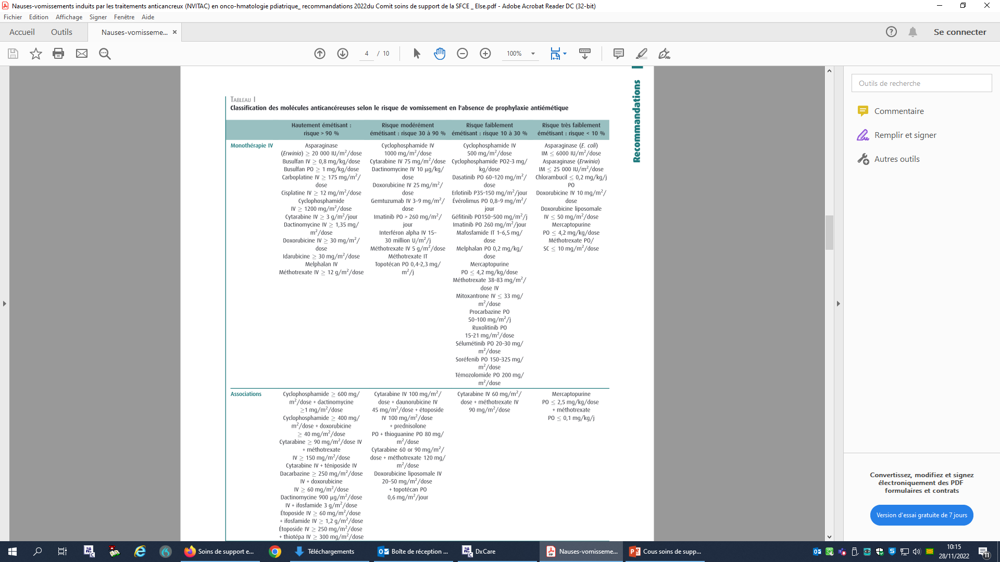 Nauses-vomissements induits par les traitements anticancreux (NVITAC) en onco-hmatologie pdiatrique_ recommandations 2022du Comit soins de support de la SFCE _ Else.pdf - Adobe Acrobat Reader DC (32-bit)
Fichier Edition Affichage Signer Fenêtre Aide
Accueil Outils Nauses-vomisseme... × Se connecter
4 / 10 100%
Recommandations
TABLEAU I
Classification des molécules anticancéreuses selon le risque de vomissement en l'absence de prophylaxie antiémétique
Hautement émétisant :
risque > 90 %
Risque modérément
émétisant : risque 30 à 90 %
Risque faiblement
émétisant : risque 10 à 30 %
Risque très faiblement
émétisant : risque < 10 %
Monothérapie IV
Asparaginase
(Erwinia) ≥ 20 000 IU/m²/dose
Busulfan IV ≥ 0,8 mg/kg/dose
Busulfan PO ≥ 1 mg/kg/dose
Carboplatine IV ≥ 175 mg/m²/
dose
Cisplatine IV ≥ 12 mg/m²/dose
Cyclophosphamide
IV ≥ 1200 mg/m²/dose
Cytarabine IV ≥ 3 g/m²/jour
Dactinomycine IV ≥ 1,35 mg/
m²/dose
Doxorubicine IV ≥ 30 mg/m²/
dose
Idarubicine ≥ 30 mg/m²/dose
Melphalan IV
Méthotrexate IV ≥ 12 g/m²/dose
Cyclophosphamide IV
1000 mg/m²/dose
Cytarabine IV 75 mg/m²/dose
Dactinomycine IV 10 µg/kg/
dose
Doxorubicine IV 25 mg/m²/
dose
Gemtuzumab IV 3–9 mg/m²/
dose
Imatinib PO > 260 mg/m²/
jour
Interféron alpha IV 15–
30 million U/m²/j
Méthotrexate IV 5 g/m²/dose
Méthotrexate IT
Topotécan PO 0,4–2,3 mg/
m²/j
Cyclophosphamide IV
500 mg/m²/dose
Cyclophosphamide PO2–3 mg/
kg/dose
Dasatinib PO 60–120 mg/m²/
dose
Erlotinib P35–150 mg/m²/jour
Évérolimus PO 0,8–9 mg/m²/
jour
Géfitinib PO150–500 mg/m²/j
Imatinib PO 260 mg/m²/jour
Mafosfamide IT 1–6,5 mg/
dose
Melphalan PO 0,2 mg/kg/
dose
Mercaptopurine
PO ≤ 4,2 mg/kg/dose
Méthotrexate 38–83 mg/m²/
dose IV
Mitoxantrone IV ≤ 33 mg/
m²/dose
Procarbazine PO
50–100 mg/m²/j
Ruxolitinib PO
15–21 mg/m²/dose
Sélumétinib PO 20–30 mg/
m²/dose
Soréfenib PO 150–325 mg/
m²/dose
Témozolomide PO 200 mg/
m²/dose
Asparaginase (E. coli)
IM ≤ 6000 IU/m²/dose
Asparaginase (Erwinia)
IM ≤ 25 000 IU/m²/dose
Chlorambucil ≤ 0,2 mg/kg/j
PO
Doxorubicine IV 10 mg/m²/
dose
Doxorubicine liposomale
IV ≤ 50 mg/m²/dose
Mercaptopurine
PO ≤ 4,2 mg/kg/dose
Méthotrexate PO/
SC ≤ 10 mg/m²/dose
Associations
Cyclophosphamide ≥ 600 mg/
m²/dose + dactinomycine
≥1 mg/m²/dose
Cyclophosphamide ≥ 400 mg/
m²/dose + doxorubicine
≥ 40 mg/m²/dose
Cytarabine ≥ 90 mg/m²/dose IV
+ méthotrexate
IV ≥ 150 mg/m²/dose
Cytarabine IV + téniposide IV
Dacarbazine ≥ 250 mg/m²/dose
IV + doxorubicine
IV ≥ 60 mg/m²/dose
Dactinomycine 900 µg/m²/dose
IV + ifosfamide 3 g/m²/dose
Étoposide IV ≥ 60 mg/m²/dose
+ ifosfamide IV ≥ 1,2 g/m²/dose
Étoposide IV ≥ 250 mg/m²/dose
+ thiotépa IV ≥ 300 mg/m²/dose
Cytarabine IV 100 mg/m²/
dose + daunorubicine IV
45 mg/m²/dose + étoposide
IV 100 mg/m²/dose
+ prednisolone
PO + thioguanine PO 80 mg/
m²/dose
Cytarabine 60 or 90 mg/m²/
dose + méthotrexate 120 mg/
m²/dose
Doxorubicine liposomale IV
20–50 mg/m²/dose
+ topotécan PO
0,6 mg/m²/jour
Cytarabine IV 60 mg/m²/
dose + méthotrexate IV
90 mg/m²/dose
Mercaptopurine
PO ≤ 2,5 mg/kg/dose
+ méthotrexate
PO ≤ 0,1 mg/kg/j
Outils de recherche
Commentaire
Remplir et signer
Autres outils
Convertissez, modifiez et signez
électroniquement des PDF
formulaires et contrats
Version d'essai gratuite de 7 jours
Soins de support e... Téléchargements Boîte de réception ... DxCare Nauses-vomisseme... Cous soins de supp...
10:15
28/11/2022
11